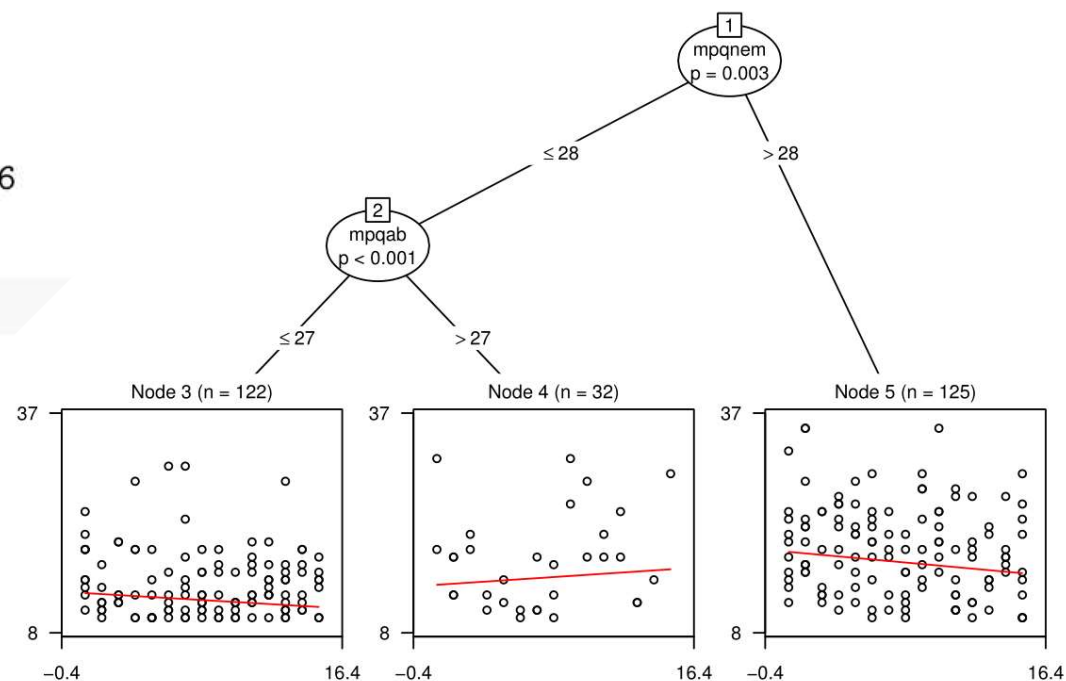 1
mpqnem
p = 0.003
6
≤ 28
> 28
2
mpqab
p < 0.001
≤ 27
> 27
Node 3 (n = 122)
Node 4 (n = 32)
Node 5 (n = 125)
37
37
37
8
8
8
−0.4
16.4
−0.4
16.4
−0.4
16.4